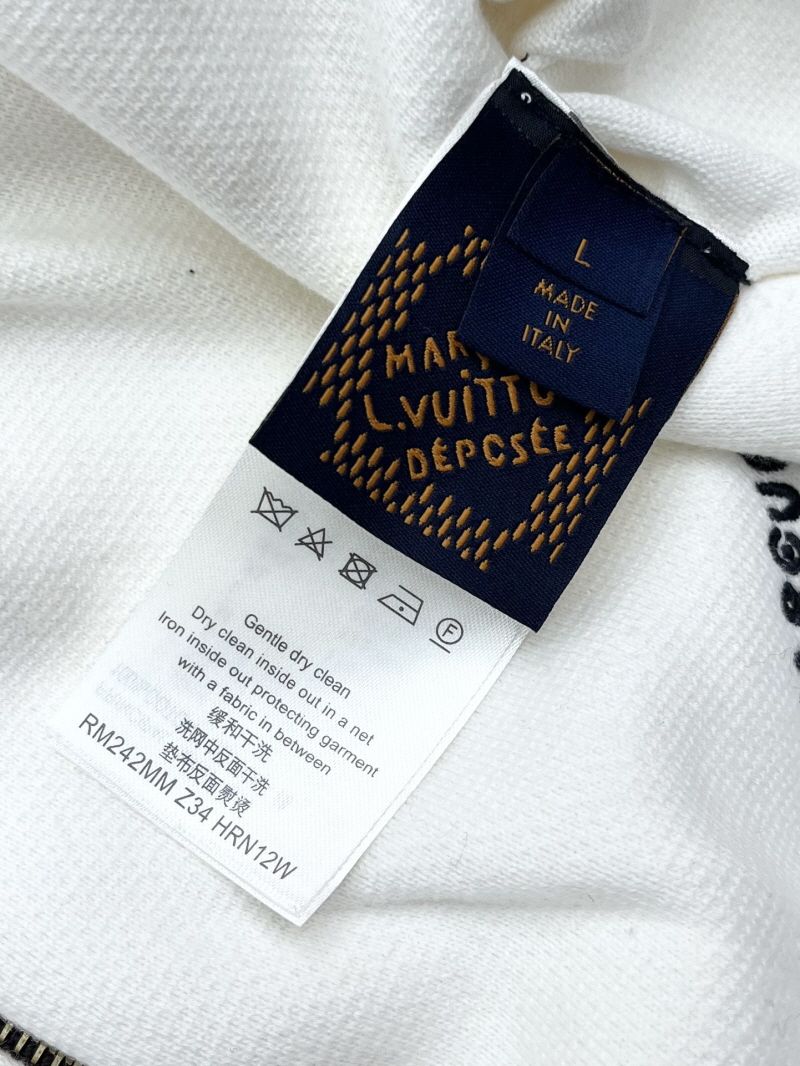 L
MADE
IN
ITALY
MAR
L.VUITTO
DÉPOSÉE
F
Gentle dry clean
Dry clean inside out in a net
Iron inside out protecting garment
with a fabric in between
缓和干洗
洗网中反面干洗
垫布反面熨烫
RM242MM Z34 HRN12W